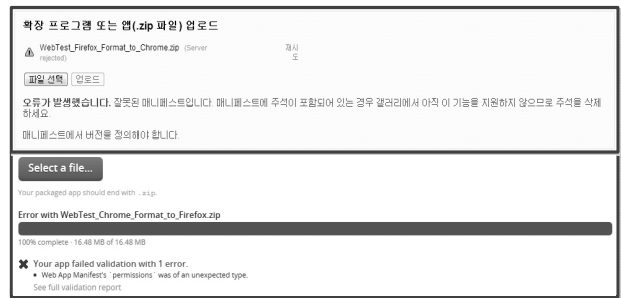 확장 프로그램 또는 앱(.zip 파일) 업로드
WebTest_Firefox_Format_to_Chrome.zip (Server rejected)
재시도
파일 선택 업로드
오류가 발생했습니다. 잘못된 매니페스트입니다. 매니페스트에 주석이 포함되어 있는 경우 갤러리에서 아직 이 기능을 지원하지 않으므로 주석을 삭제하세요.
매니페스트에서 버전을 정의해야 합니다.
Select a file...
Your packaged app should end with .zip.
Error with WebTest_Chrome_Format_to_Firefox.zip
100% complete · 16.48 MB of 16.48 MB
✖ Your app failed validation with 1 error.
• Web App Manifest's `permissions` was of an unexpected type.
See full validation report